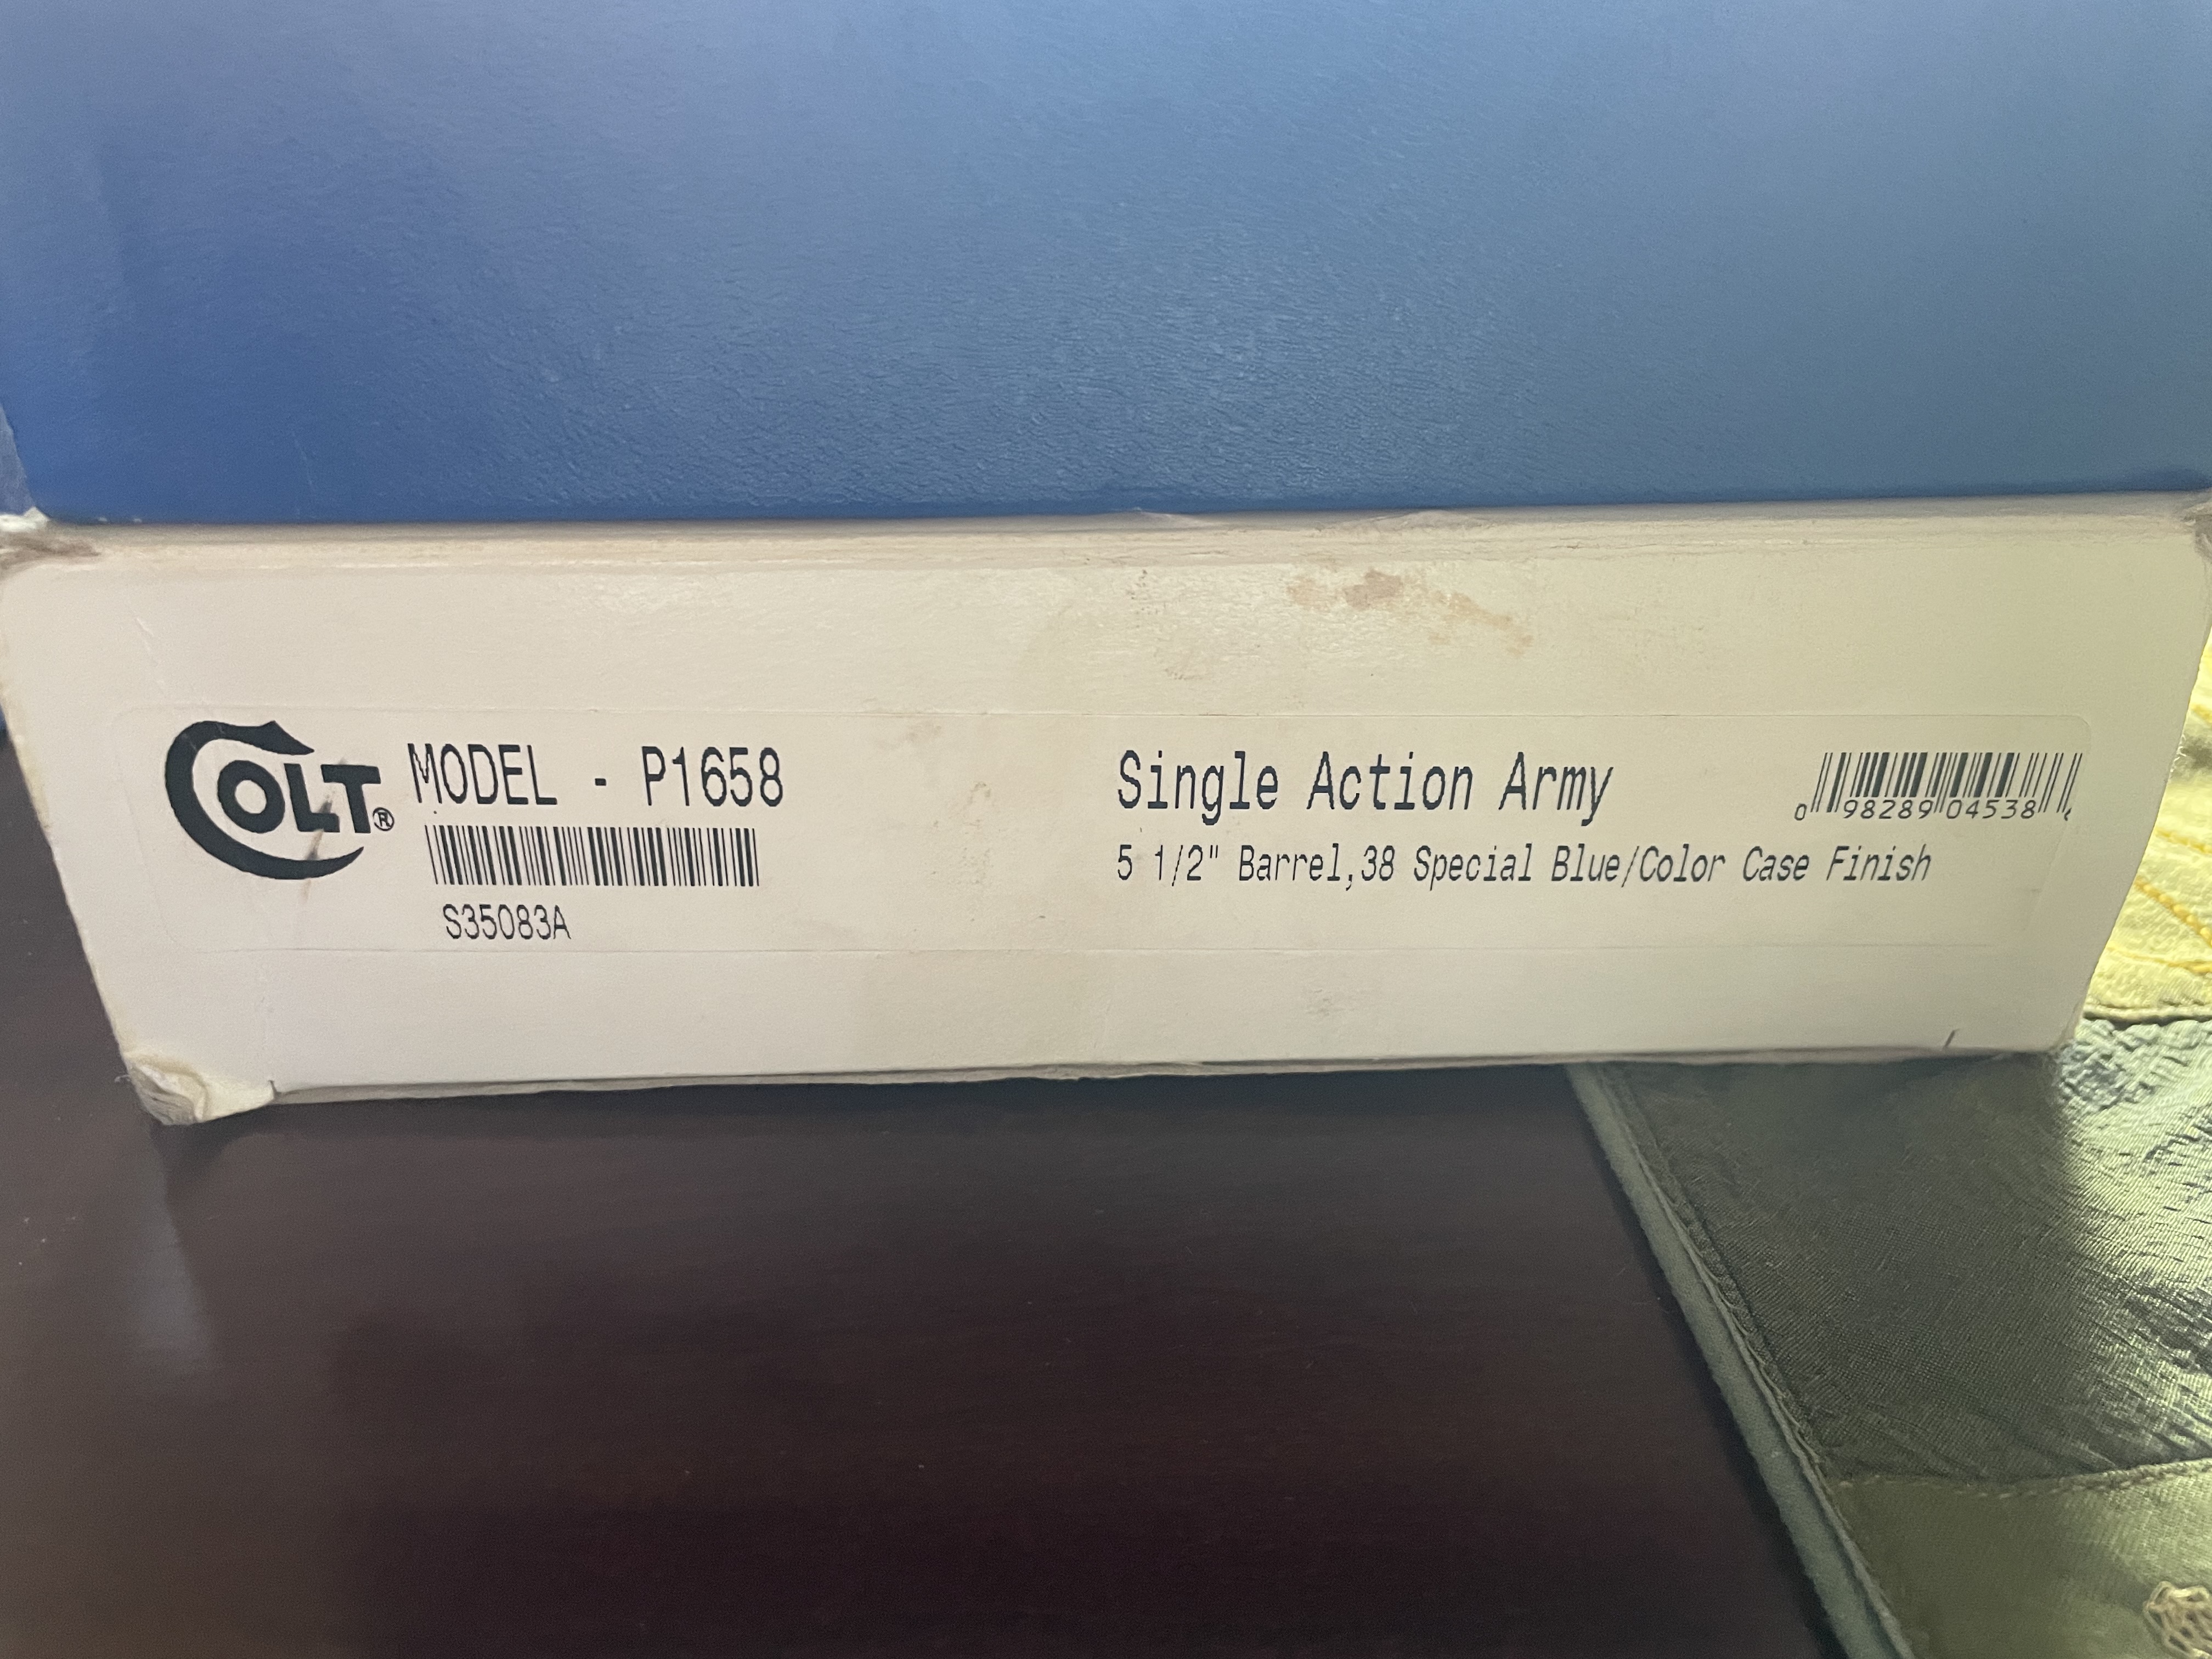 COLT® MODEL - P1658
S35083A
Single Action Army
5 1/2" Barrel,38 Special Blue/Color Case Finish
0 98289 04538